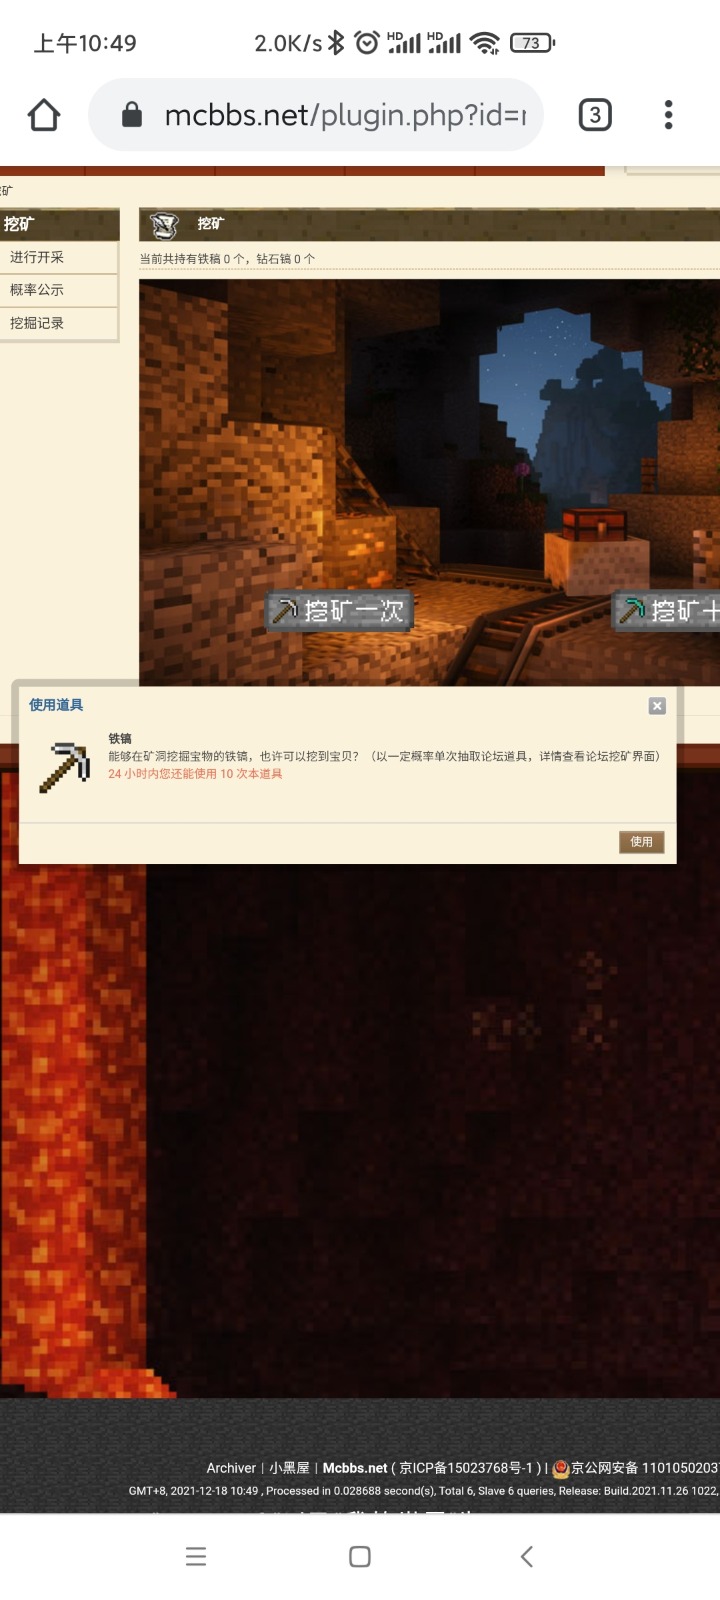 上午10:49
2.0K/s
HD
HD
73
mcbbs.net/plugin.php?id=
3
挖矿
挖矿
进行开采
概率公示
挖掘记录
挖矿
当前共持有铁稿 0 个，钻石镐 0 个
挖矿一次
挖矿十
使用道具
铁镐
能够在矿洞挖掘宝物的铁镐，也许可以挖到宝贝？（以一定概率单次抽取论坛道具，详情查看论坛挖矿界面）
24 小时内您还能使用 10 次本道具
使用
Archiver | 小黑屋 | Mcbbs.net ( 京ICP备15023768号-1 ) | 京公网安备 1101050203
GMT+8, 2021-12-18 10:49 , Processed in 0.028688 second(s), Total 6, Slave 6 queries, Release: Build.2021.11.26 1022,